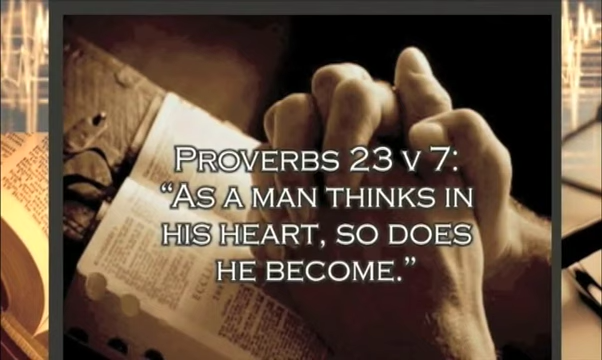 Proverbs 23 v 7:
“As a man thinks in
his heart, so does
he become.”